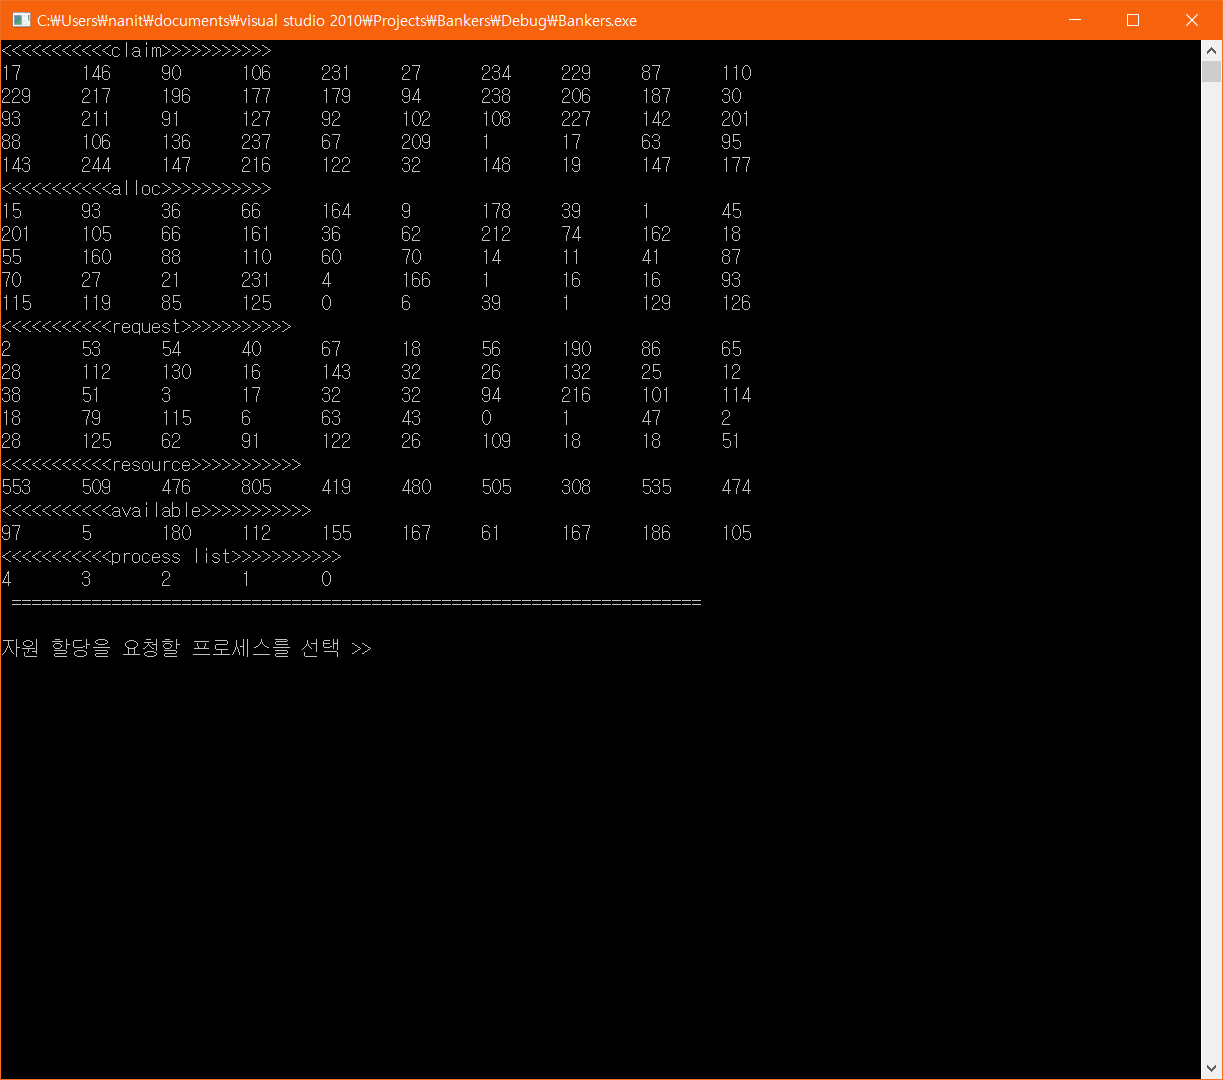 C:₩Users₩nanit₩documents₩visual studio 2010₩Projects₩Bankers₩Debug₩Bankers.exe
<<<<<<<<<<<claim>>>>>>>>>>>
17 146 90 106 231 27 234 229 87 110
229 217 196 177 179 94 238 206 187 30
93 211 91 127 92 102 108 227 142 201
88 106 136 237 67 209 1 17 63 95
143 244 147 216 122 32 148 19 147 177
<<<<<<<<<<<alloc>>>>>>>>>>>
15 93 36 66 164 9 178 39 1 45
201 105 66 161 36 62 212 74 162 18
55 160 88 110 60 70 14 11 41 87
70 27 21 231 4 166 1 16 16 93
115 119 85 125 0 6 39 1 129 126
<<<<<<<<<<<request>>>>>>>>>>>
2 53 54 40 67 18 56 190 86 65
28 112 130 16 143 32 26 132 25 12
38 51 3 17 32 32 94 216 101 114
18 79 115 6 63 43 0 1 47 2
28 125 62 91 122 26 109 18 18 51
<<<<<<<<<<<resource>>>>>>>>>>>
553 509 476 805 419 480 505 308 535 474
<<<<<<<<<<<available>>>>>>>>>>>
97 5 180 112 155 167 61 167 186 105
<<<<<<<<<<<process list>>>>>>>>>>>
4 3 2 1 0
=====================================================================
자원 할당을 요청할 프로세스를 선택 >>